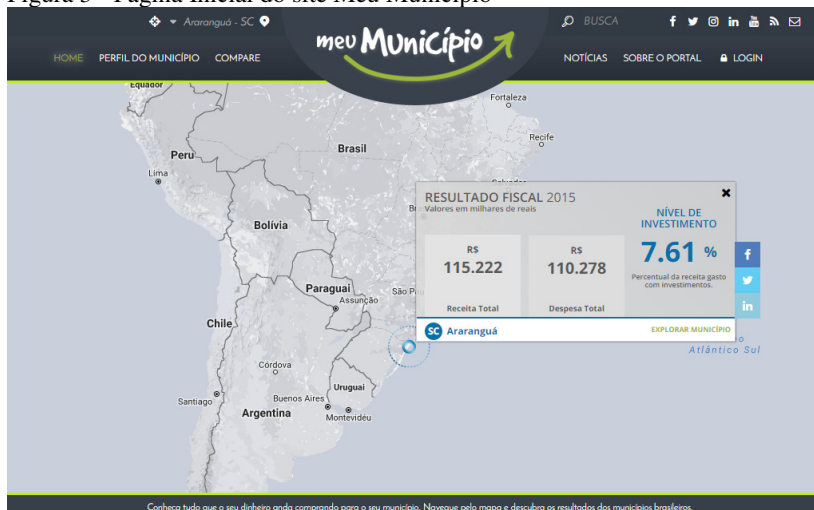 Figura 5 - Página Inicial do site Meu Município
Araranguá - SC
BUSCA
meu Município
HOME PERFIL DO MUNICÍPIO COMPARE
NOTÍCIAS SOBRE O PORTAL LOGIN
Equador
Fortaleza
Recife
Brasil
Peru
Lima
Salvador
Bolívia
Paraguai
Assunção
São
Chile
Córdova
Uruguai
Santiago
Buenos Aires
Argentina
Montevidéu
RESULTADO FISCAL 2015
Valores em milhares de reais
NÍVEL DE
INVESTIMENTO
R$
115.222
Receita Total
R$
110.278
Despesa Total
7.61 %
Percentual da receita gasto
com investimentos.
SC Araranguá
EXPLORAR MUNICÍPIO
Atlântico Sul
Conheça tudo que o seu dinheiro anda comprando para o seu município. Navegue pelo mapa e descubra os resultados dos municípios brasileiros.